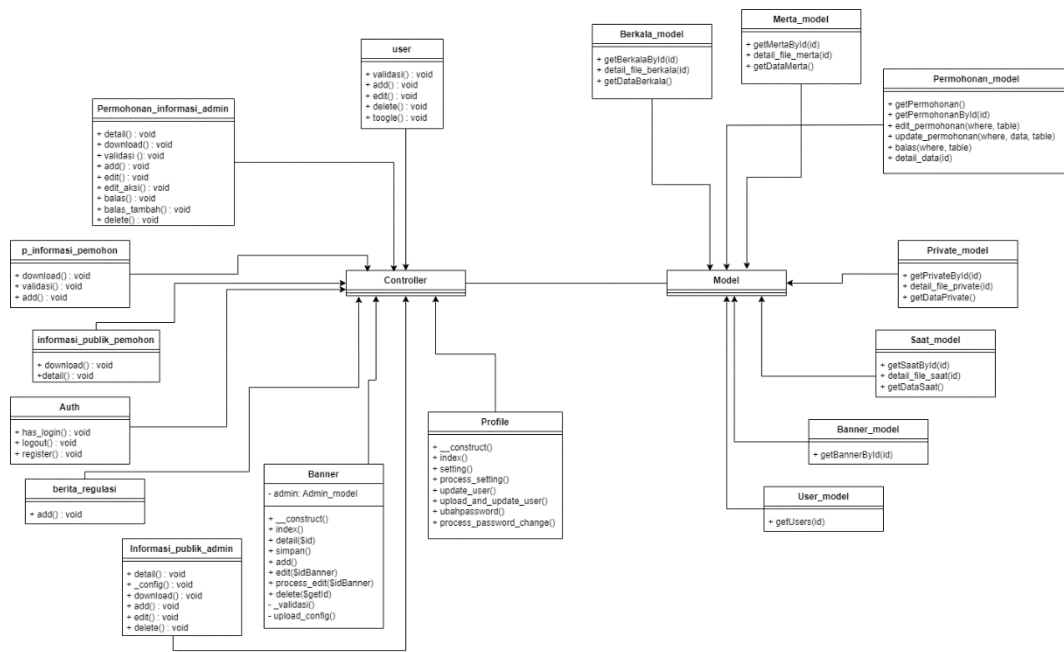 user
+ validasi() : void
+ add() : void
+ edit() : void
+ delete() : void
+ toogle() : void
Permohonan_informasi_admin
+ detail() : void
+ download() : void
+ validasi (): void
+ add() : void
+ edit() : void
+ edit_aksi() : void
+ balas() : void
+ balas_tambah() : void
+ delete() : void
p_informasi_pemohon
+ download() : void
+ validasi() : void
+ add() : void
informasi_publik_pemohon
+ download() : void
+detail() : void
Auth
+ has_login() : void
+ logout() : void
+ register() : void
berita_regulasi
+ add() : void
Informasi_publik_admin
+ detail() : void
+ _config() : void
+ download() : void
+ add() : void
+ edit() : void
+ delete() : void
Controller
Banner
- admin: Admin_model
+ __construct()
+ index()
+ detail($id)
+ simpan()
+ add()
+ edit($idBanner)
+ process_edit($idBanner)
+ delete($getId)
- _validasi()
- upload_config()
Profile
+ __construct()
+ index()
+ setting()
+ process_setting()
+ update_user()
+ upload_and_update_user()
+ ubahpassword()
+ process_password_change()
Berkala_model
+ getBerkalaById(id)
+ detail_file_berkala(id)
+ getDataBerkala()
Merta_model
+ getMertaById(id)
+ detail_file_merta(id)
+ getDataMerta()
Permohonan_model
+ getPermohonan()
+ getPermohonanById(id)
+ edit_permohonan(where, table)
+ update_permohonan(where, data, table)
+ balas(where, table)
+ detail_data(id)
Model
Private_model
+ getPrivateById(id)
+ detail_file_private(id)
+ getDataPrivate()
Saat_model
+ getSaatById(id)
+ detail_file_saat(id)
+ getDataSaat()
Banner_model
+ getBannerById(id)
User_model
+ getUsers(id)